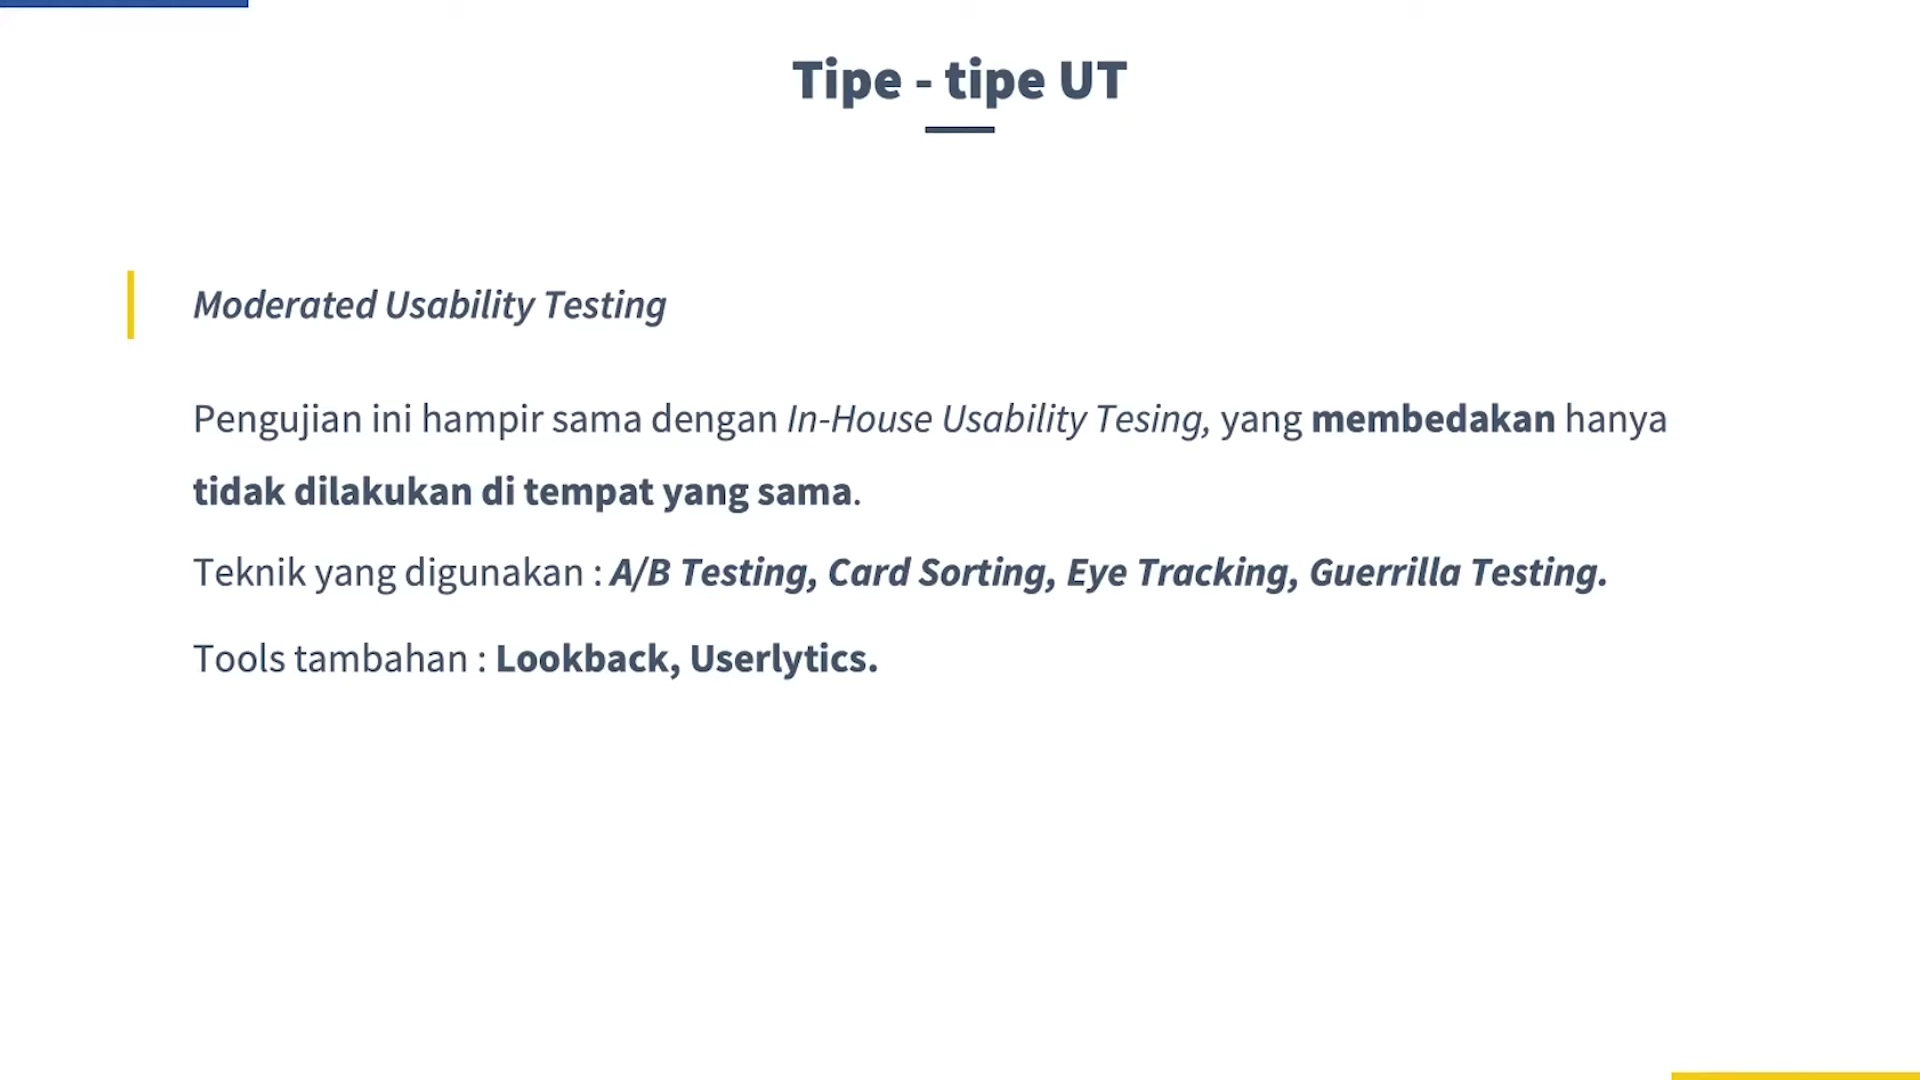 Tipe - tipe UT
Moderated Usability Testing
Pengujian ini hampir sama dengan In-House Usability Tesing, yang membedakan hanya
tidak dilakukan di tempat yang sama.
Teknik yang digunakan : A/B Testing, Card Sorting, Eye Tracking, Guerrilla Testing.
Tools tambahan : Lookback, Userlytics.